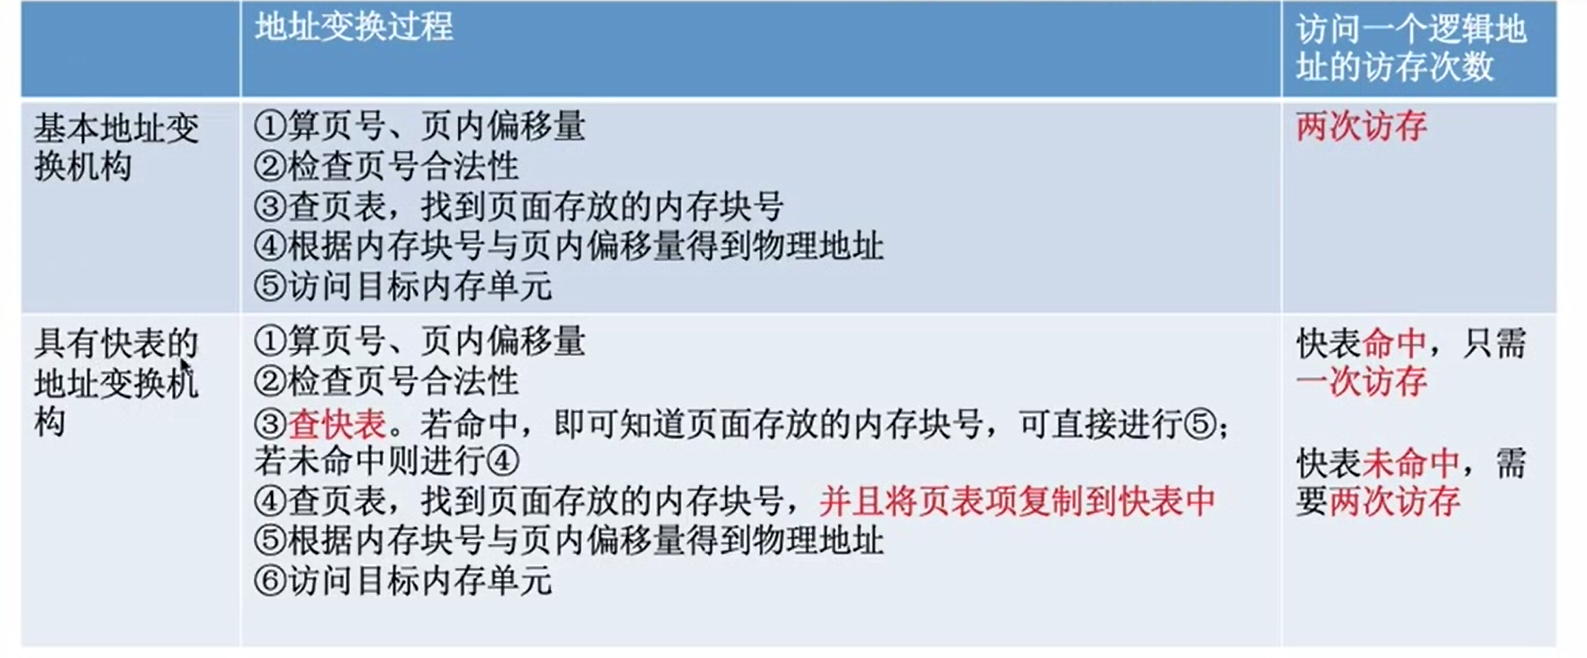 地址变换过程
访问一个逻辑地
址的访存次数
基本地址变
换机构
①算页号、页内偏移量
②检查页号合法性
③查页表，找到页面存放的内存块号
④根据内存块号与页内偏移量得到物理地址
⑤访问目标内存单元
两次访存
具有快表的
地址变换机
构
①算页号、页内偏移量
②检查页号合法性
③查快表。若命中，即可知道页面存放的内存块号，可直接进行⑤；
若未命中则进行④
④查页表，找到页面存放的内存块号，并且将页表项复制到快表中
⑤根据内存块号与页内偏移量得到物理地址
⑥访问目标内存单元
快表命中，只需
一次访存
快表未命中，需
要两次访存